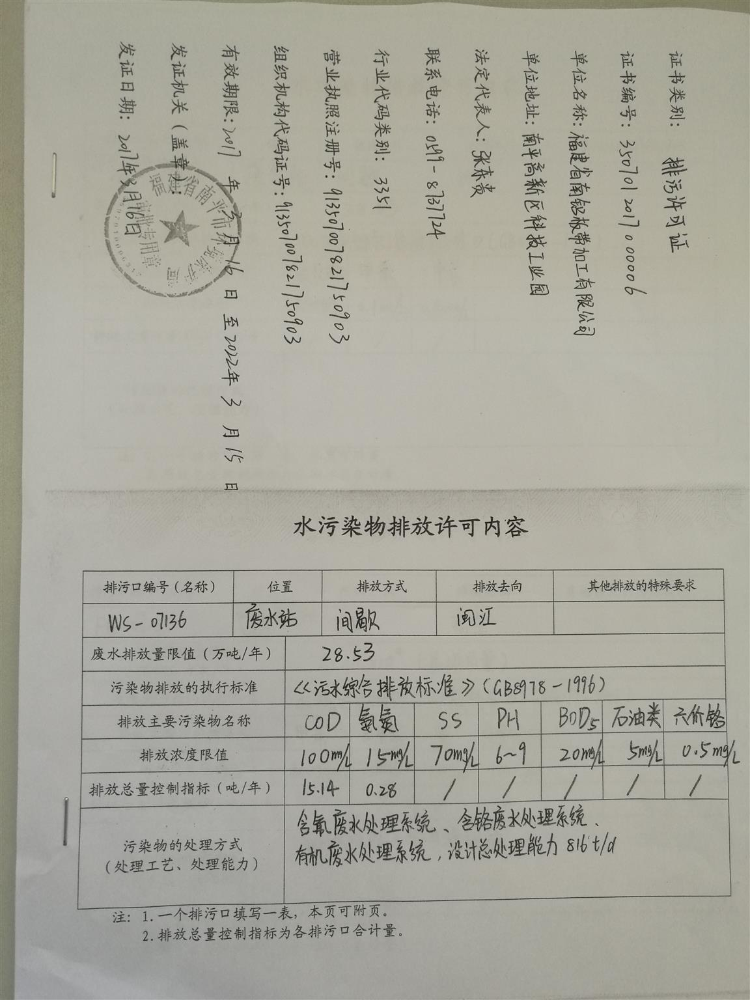 证书类别： 排污许可证
证书编号：350701201700006
单位名称：福建省南铝板带加工有限公司
单位地址：南平高新区科技工业园
法定代表人：张东贵
联系电话：0599-8737724
行业代码类别：3351
营业执照注册号：913507007821750903
组织机构代码证号：913507007821750903
有效期限：2017 年 3 月 16 日 至 2022年 3 月 15 日
发证机关（盖章）：
发证日期： 2017年3月16日
福建省南平市环境保护局
专用章
水污染物排放许可内容
排污口编号（名称） 位置 排放方式 排放去向 其他排放的特殊要求
WS-07136 废水站 间歇 闽江
废水排放量限值（万吨/年） 28.53
污染物排放的执行标准 《污水综合排放标准》（GB8978-1996）
排放主要污染物名称 COD 氨氮 SS PH BOD5 石油类 六价铬
排放浓度限值 100mg/L 15mg/L 70mg/L 6~9 20mg/L 5mg/L 0.5mg/L
排放总量控制指标（吨/年） 15.14 0.28 / / / / /
污染物的处理方式
（处理工艺、处理能力）
含氟废水处理系统、含铬废水处理系统、
有机废水处理系统，设计总处理能力 816t/d
注：1.一个排污口填写一表，本页可附页。
2.排放总量控制指标为各排污口合计量。